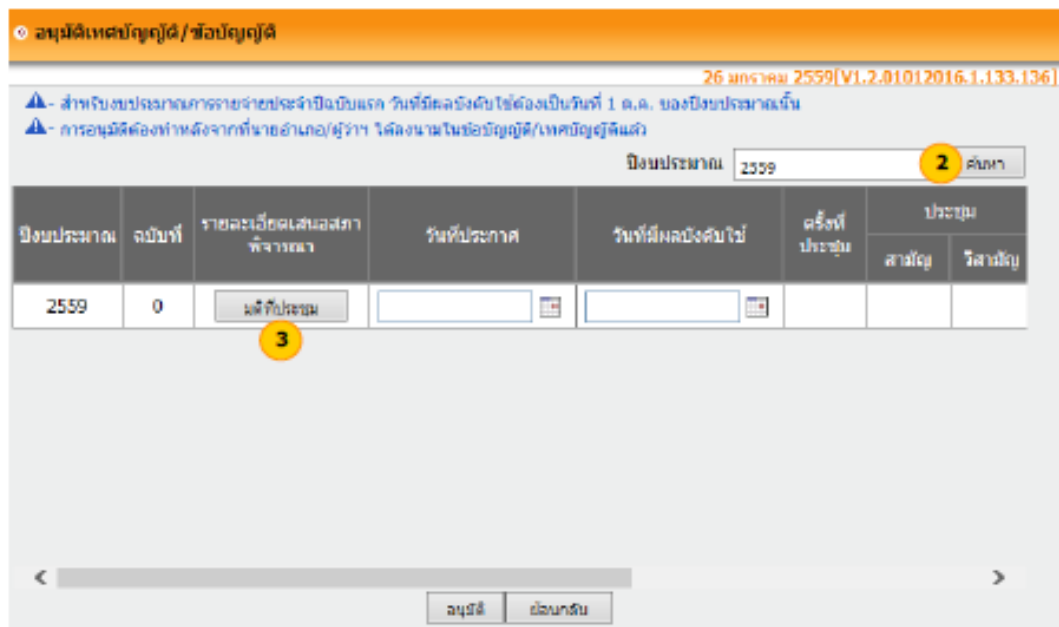 อนุมัติเทศบัญญัติ/ข้อบัญญัติ
26 มกราคม 2559[V1.2.01012016.1.133.136]
- สำหรับงบประมาณการรายจ่ายประจำปีฉบับแรก วันที่มีผลบังคับใช้ต้องเป็นวันที่ 1 ต.ค. ของปีงบประมาณนั้น
- การอนุมัติต้องทำหลังจากที่นายอำเภอ/ผู้ว่าฯ ได้ลงนามในข้อบัญญัติ/เทศบัญญัติแล้ว
ปีงบประมาณ 2559 2 ค้นหา
ปีงบประมาณ ฉบับที่ รายละเอียดเสนอสภา วันที่ประกาศ วันที่มีผลบังคับใช้ ครั้งที่ ประชุม
พิจารณา ประชุม สามัญ วิสามัญ
2559 0 มติที่ประชุม
3
อนุมัติ ย้อนกลับ